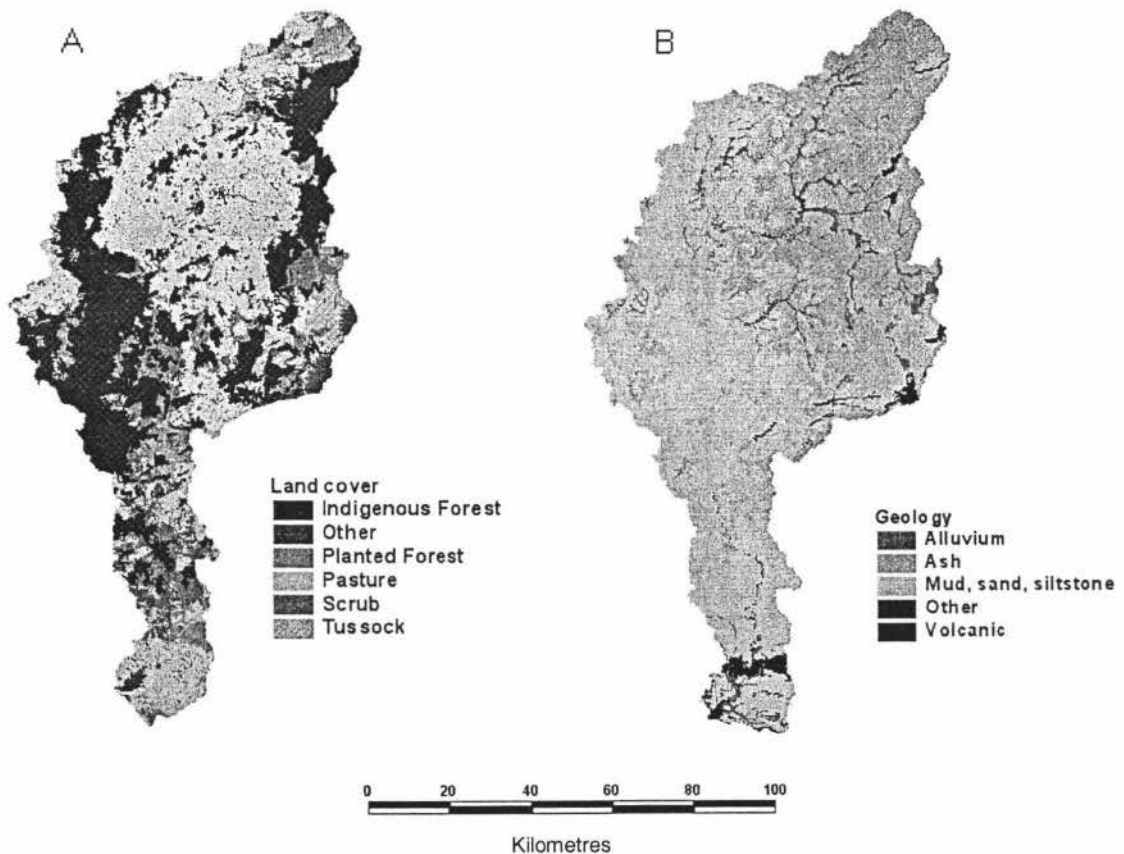 A
B
Land cover
Indigenous Forest
Other
Planted Forest
Pasture
Scrub
Tussock
Geology
Alluvium
Ash
Mud, sand, siltstone
Other
Volcanic
0 20 40 60 80 100
Kilometres